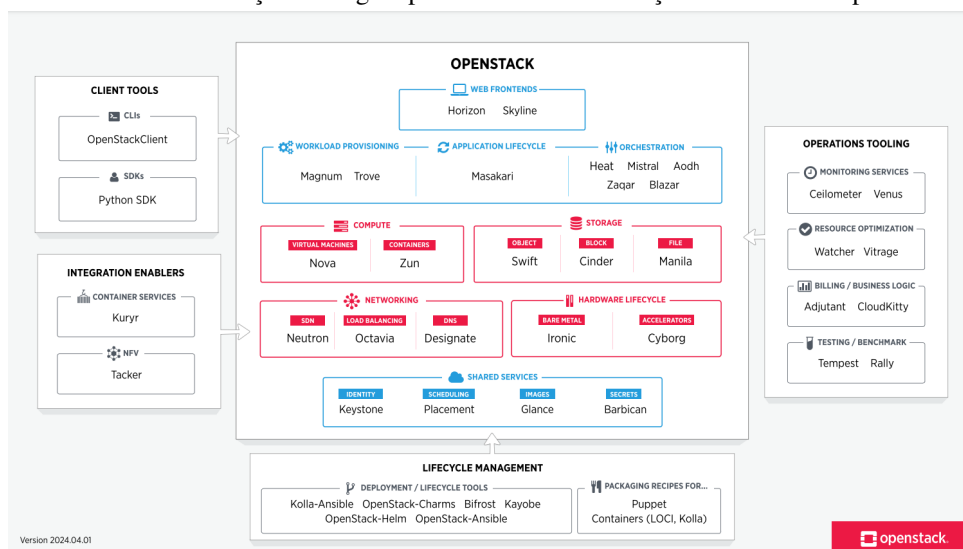 OPENSTACK
WEB FRONTENDS
Horizon Skyline
WORKLOAD PROVISIONING
Magnum Trove
APPLICATION LIFECYCLE
Masakari
ORCHESTRATION
Heat Mistral Aodh
Zaqar Blazar
COMPUTE
VIRTUAL MACHINES CONTAINERS
Nova Zun
STORAGE
OBJECT BLOCK FILE
Swift Cinder Manila
NETWORKING
SDN LOAD BALANCING DNS
Neutron Octavia Designate
HARDWARE LIFECYCLE
BARE METAL ACCELERATORS
Ironic Cyborg
SHARED SERVICES
IDENTITY SCHEDULING IMAGES SECRETS
Keystone Placement Glance Barbican
CLIENT TOOLS
CLIs
OpenStackClient
SDKs
Python SDK
INTEGRATION ENABLERS
CONTAINER SERVICES
Kuryr
NFV
Tacker
OPERATIONS TOOLING
MONITORING SERVICES
Ceilometer Venus
RESOURCE OPTIMIZATION
Watcher Vitrage
BILLING / BUSINESS LOGIC
Adjutant CloudKitty
TESTING / BENCHMARK
Tempest Rally
LIFECYCLE MANAGEMENT
DEPLOYMENT / LIFECYCLE TOOLS
Kolla-Ansible OpenStack-Charms Bifrost Kayobe
OpenStack-Helm OpenStack-Ansible
PACKAGING RECIPES FOR...
Puppet
Containers (LOCI, Kolla)
Version 2024.04.01
openstack.